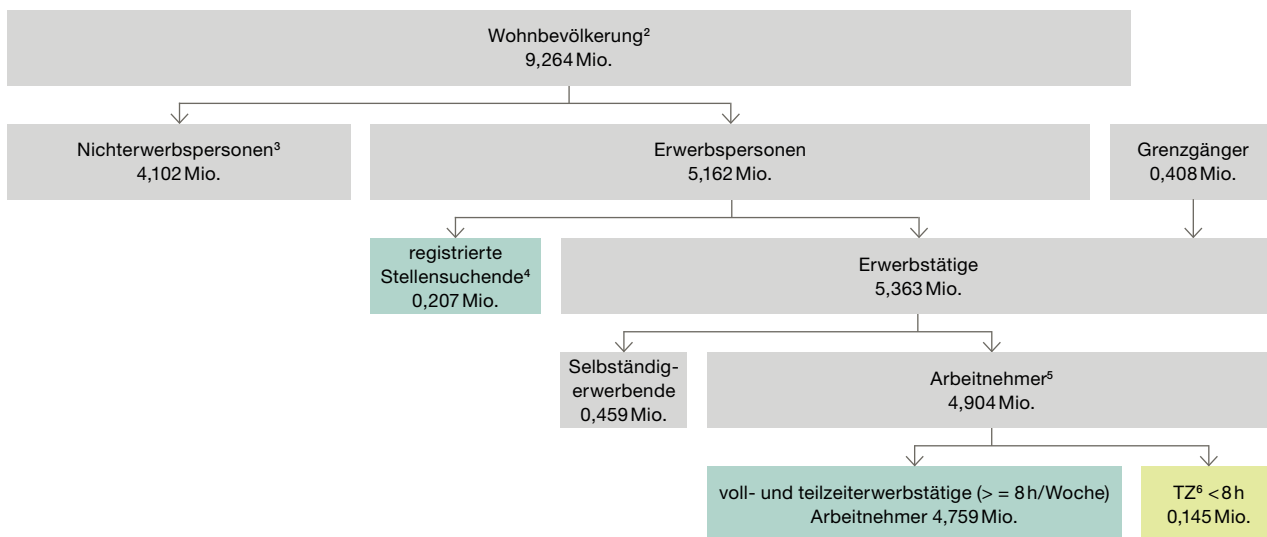 Wohnbevölkerung²
9,264 Mio.
Nichterwerbspersonen³
4,102 Mio.
Erwerbspersonen
5,162 Mio.
Grenzgänger
0,408 Mio.
registrierte
Stellensuchende⁴
0,207 Mio.
Erwerbstätige
5,363 Mio.
Selbständig-
erwerbende
0,459 Mio.
Arbeitnehmer⁵
4,904 Mio.
voll- und teilzeiterwerbstätige (> = 8 h/Woche)
Arbeitnehmer 4,759 Mio.
TZ⁶ < 8 h
0,145 Mio.